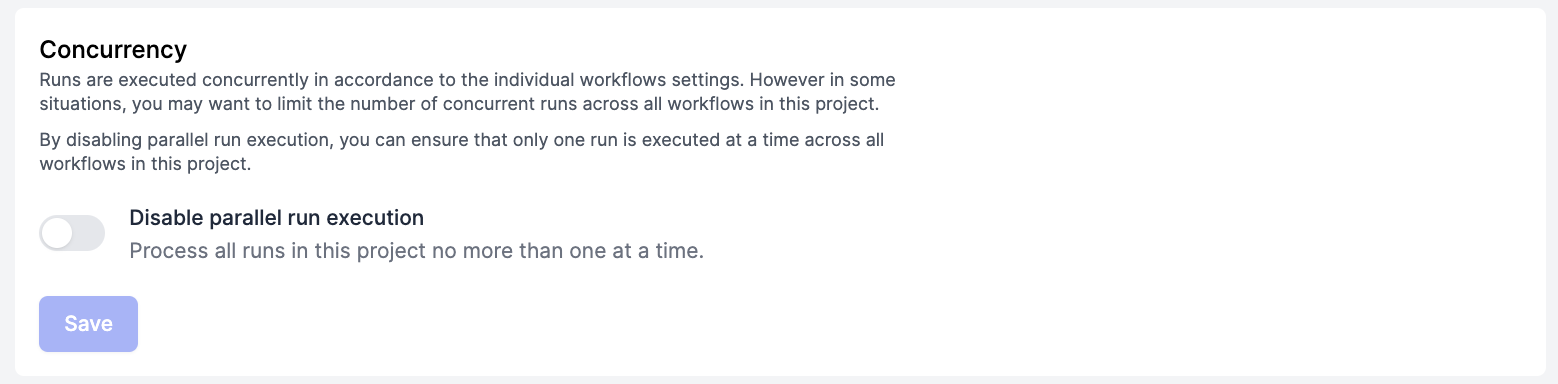 Concurrency
Runs are executed concurrently in accordance to the individual workflows settings. However in some
situations, you may want to limit the number of concurrent runs across all workflows in this project.
By disabling parallel run execution, you can ensure that only one run is executed at a time across all
workflows in this project.
Disable parallel run execution
Process all runs in this project no more than one at a time.
Save